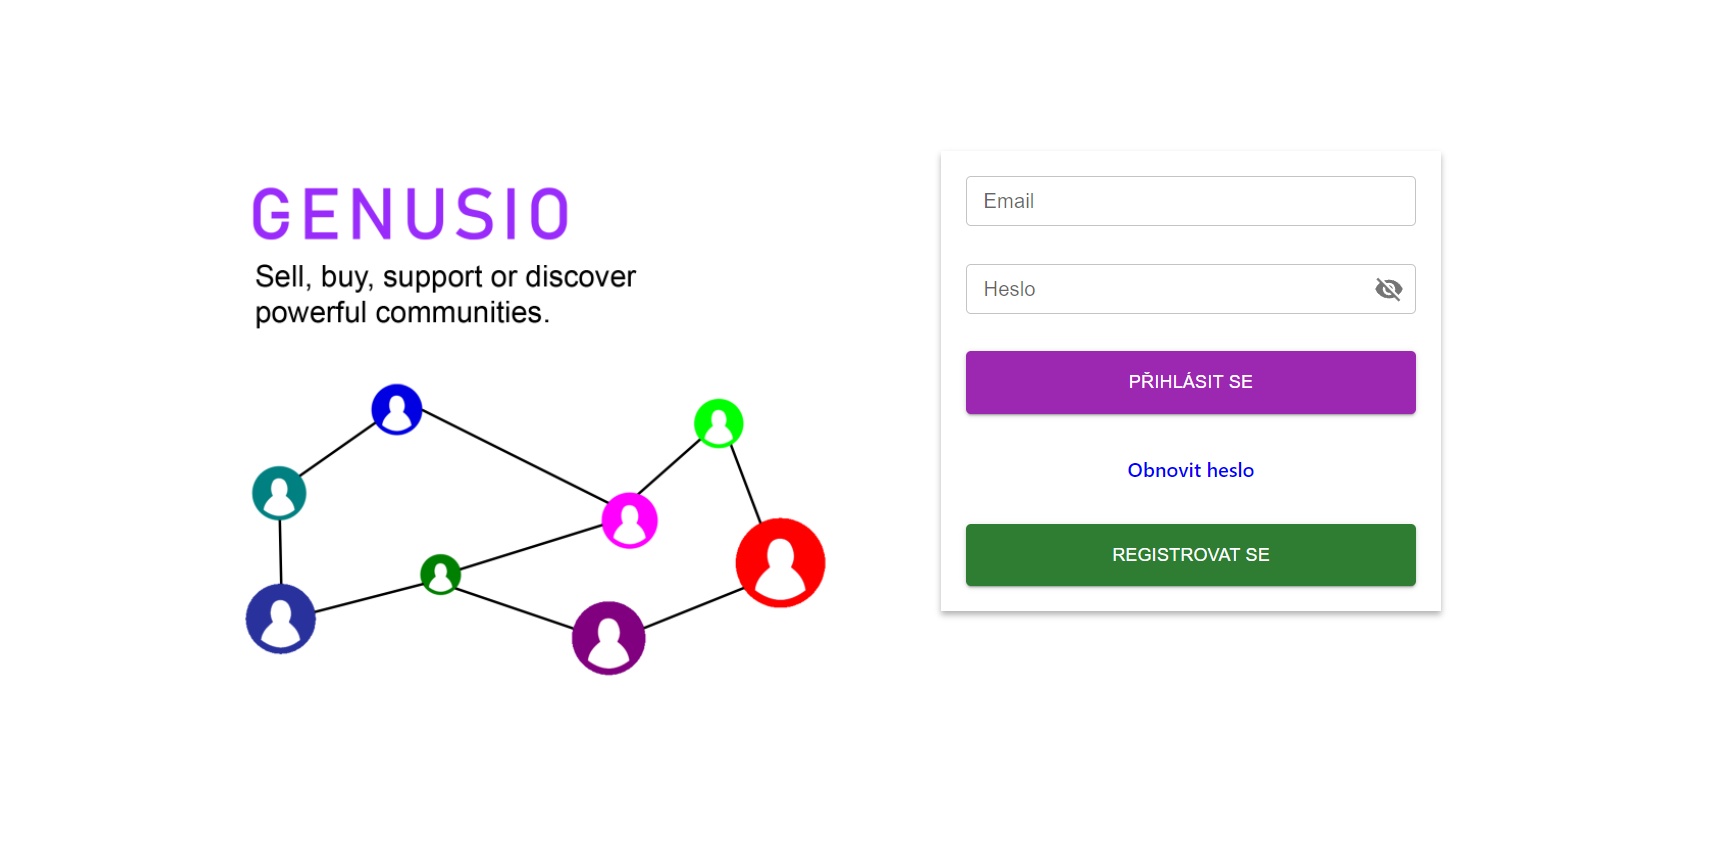 GENUSIO
Sell, buy, support or discover
powerful communities.
Email
Heslo
PŘIHLÁSIT SE
Obnovit heslo
REGISTROVAT SE